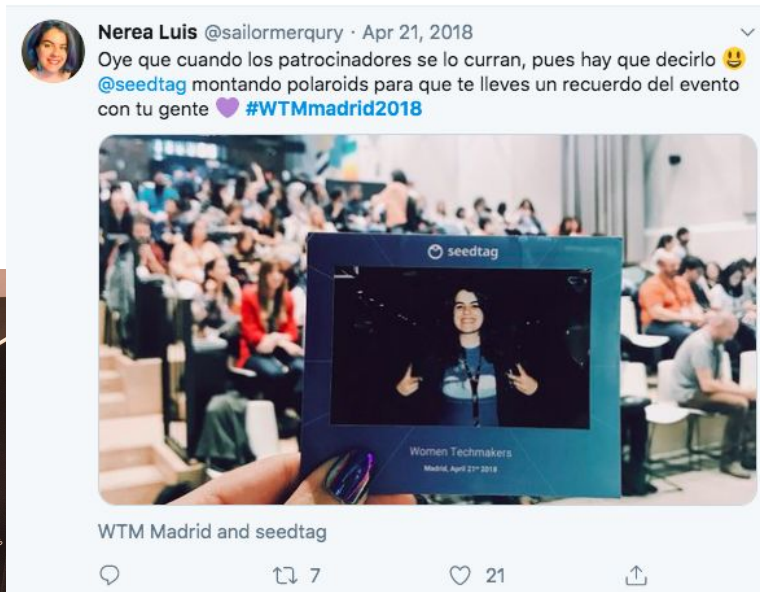 Nerea Luis @sailormerqury · Apr 21, 2018
Oye que cuando los patrocinadores se lo curran, pues hay que decirlo 😃
@seedtag montando polaroids para que te lleves un recuerdo del evento
con tu gente 💜 #WTMmadrid2018
seedtag
Women Techmakers
Madrid, April 21st 2018
WTM Madrid and seedtag
7
21